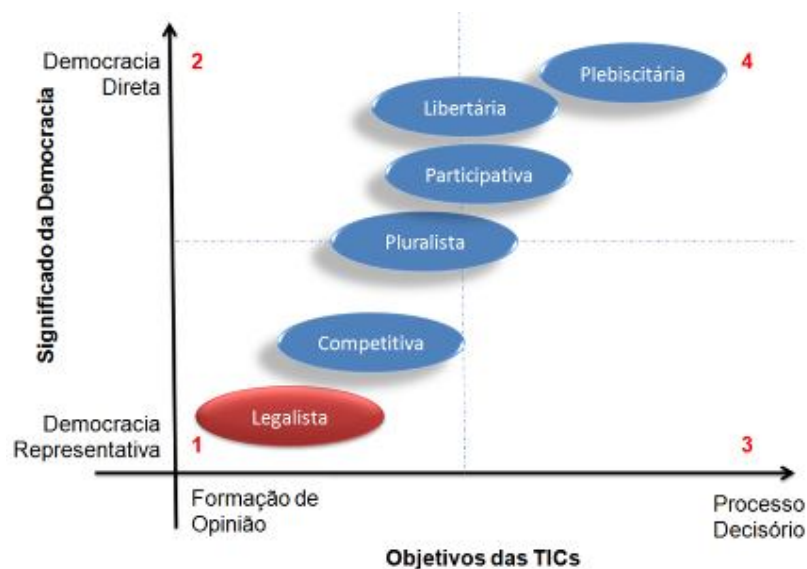 Significado da Democracia
Democracia
Direta
2
4
Plebiscitária
Libertária
Participativa
Pluralista
Competitiva
Legalista
Democracia
Representativa
1
3
Formação de
Opinião
Processo
Decisório
Objetivos das TICs